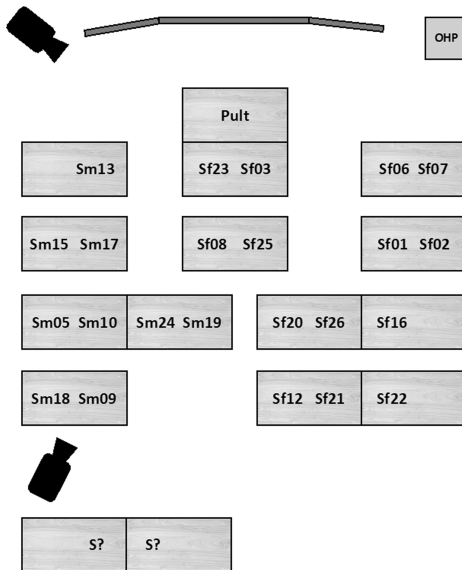 OHP
Pult
Sm13 Sf23 Sf03 Sf06 Sf07
Sm15 Sm17 Sf08 Sf25 Sf01 Sf02
Sm05 Sm10 Sm24 Sm19 Sf20 Sf26 Sf16
Sm18 Sm09 Sf12 Sf21 Sf22
S? S?